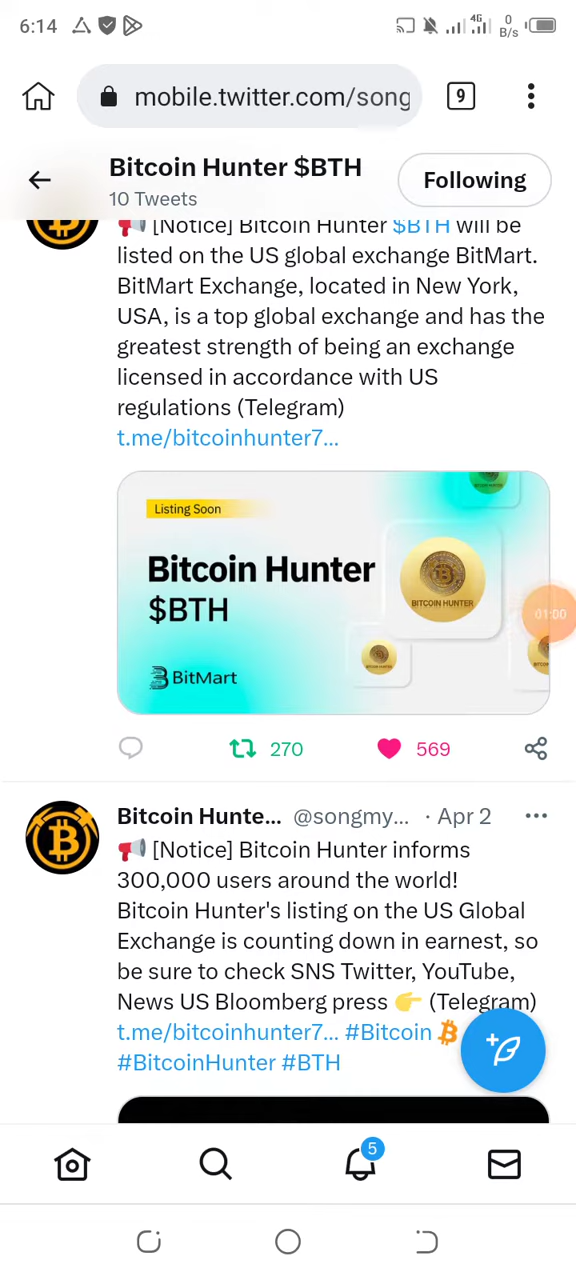 6:14
4G 0 B/s
mobile.twitter.com/song
9
Bitcoin Hunter $BTH
10 Tweets
Following
[Notice] Bitcoin Hunter $BTH will be
listed on the US global exchange BitMart.
BitMart Exchange, located in New York,
USA, is a top global exchange and has the
greatest strength of being an exchange
licensed in accordance with US
regulations (Telegram)
t.me/bitcoinhunter7...
Listing Soon
Bitcoin Hunter
$BTH
BITCOIN HUNTER
BitMart
01:00
270
569
Bitcoin Hunte... @songmy... · Apr 2
[Notice] Bitcoin Hunter informs
300,000 users around the world!
Bitcoin Hunter's listing on the US Global
Exchange is counting down in earnest, so
be sure to check SNS Twitter, YouTube,
News US Bloomberg press 👉 (Telegram)
t.me/bitcoinhunter7... #Bitcoin
#BitcoinHunter #BTH
5